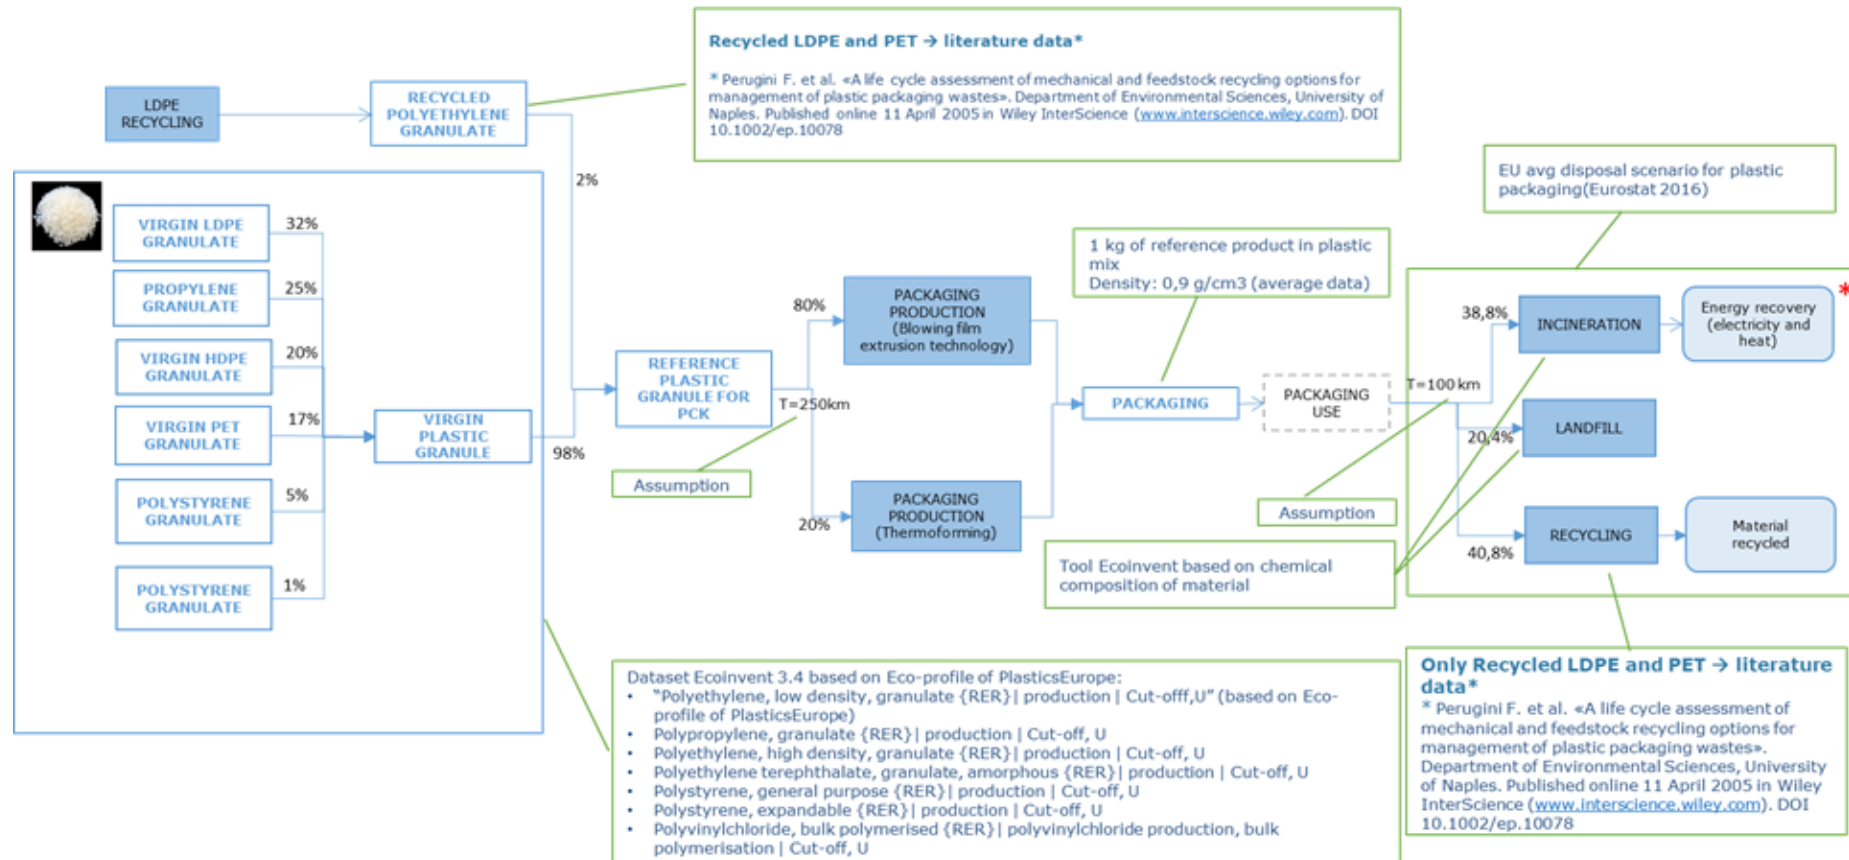 Recycled LDPE and PET → literature data*
* Perugini F. et al. «A life cycle assessment of mechanical and feedstock recycling options for
management of plastic packaging wastes». Department of Environmental Sciences, University of
Naples. Published online 11 April 2005 in Wiley InterScience (www.interscience.wiley.com). DOI
10.1002/ep.10078
LDPE
RECYCLING
RECYCLED
POLYETHYLENE
GRANULATE
2%
VIRGIN LDPE
GRANULATE
32%
PROPYLENE
GRANULATE
25%
VIRGIN HDPE
GRANULATE
20%
VIRGIN PET
GRANULATE
17%
POLYSTYRENE
GRANULATE
5%
POLYSTYRENE
GRANULATE
1%
VIRGIN
PLASTIC
GRANULE
98%
REFERENCE
PLASTIC
GRANULE FOR
PCK
T=250km
Assumption
80%
PACKAGING
PRODUCTION
(Blowing film
extrusion technology)
20%
PACKAGING
PRODUCTION
(Thermoforming)
1 kg of reference product in plastic
mix
Density: 0,9 g/cm3 (average data)
PACKAGING
PACKAGING
USE
T=100 km
Assumption
Tool Ecoinvent based on chemical
composition of material
EU avg disposal scenario for plastic
packaging(Eurostat 2016)
38,8%
INCINERATION
Energy recovery
(electricity and
heat)
*
20,4%
LANDFILL
40,8%
RECYCLING
Material
recycled
Dataset Ecoinvent 3.4 based on Eco-profile of PlasticsEurope:
• "Polyethylene, low density, granulate {RER}| production | Cut-offf,U" (based on Eco-
profile of PlasticsEurope)
• Polypropylene, granulate {RER}| production | Cut-off, U
• Polyethylene, high density, granulate {RER}| production | Cut-off, U
• Polyethylene terephthalate, granulate, amorphous {RER}| production | Cut-off, U
• Polystyrene, general purpose {RER}| production | Cut-off, U
• Polystyrene, expandable {RER}| production | Cut-off, U
• Polyvinylchloride, bulk polymerised {RER}| polyvinylchloride production, bulk
polymerisation | Cut-off, U
Only Recycled LDPE and PET → literature
data*
* Perugini F. et al. «A life cycle assessment of
mechanical and feedstock recycling options for
management of plastic packaging wastes».
Department of Environmental Sciences, University
of Naples. Published online 11 April 2005 in Wiley
InterScience (www.interscience.wiley.com). DOI
10.1002/ep.10078